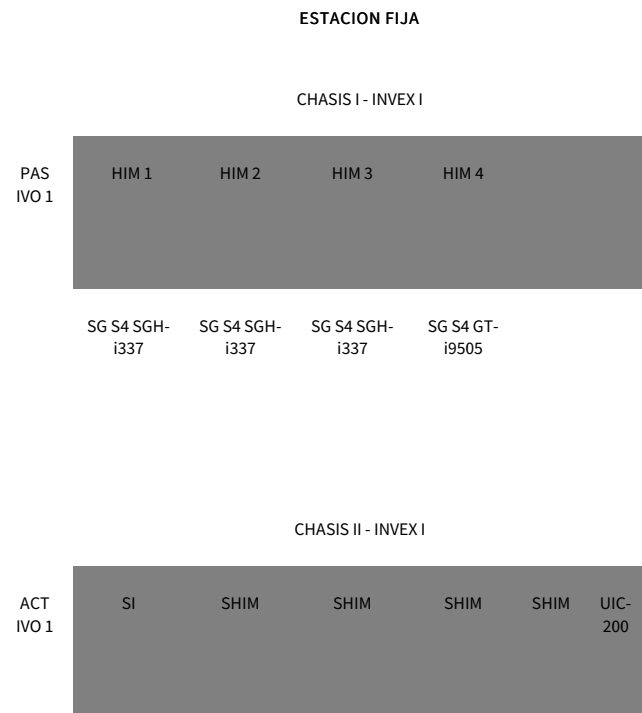 ESTACION FIJA
CHASIS I - INVEX I
PAS
IVO 1
HIM 1 HIM 2 HIM 3 HIM 4
SG S4 SGH-
i337
SG S4 SGH-
i337
SG S4 SGH-
i337
SG S4 GT-
i9505
CHASIS II - INVEX I
ACT
IVO 1
SI SHIM SHIM SHIM SHIM UIC-
200